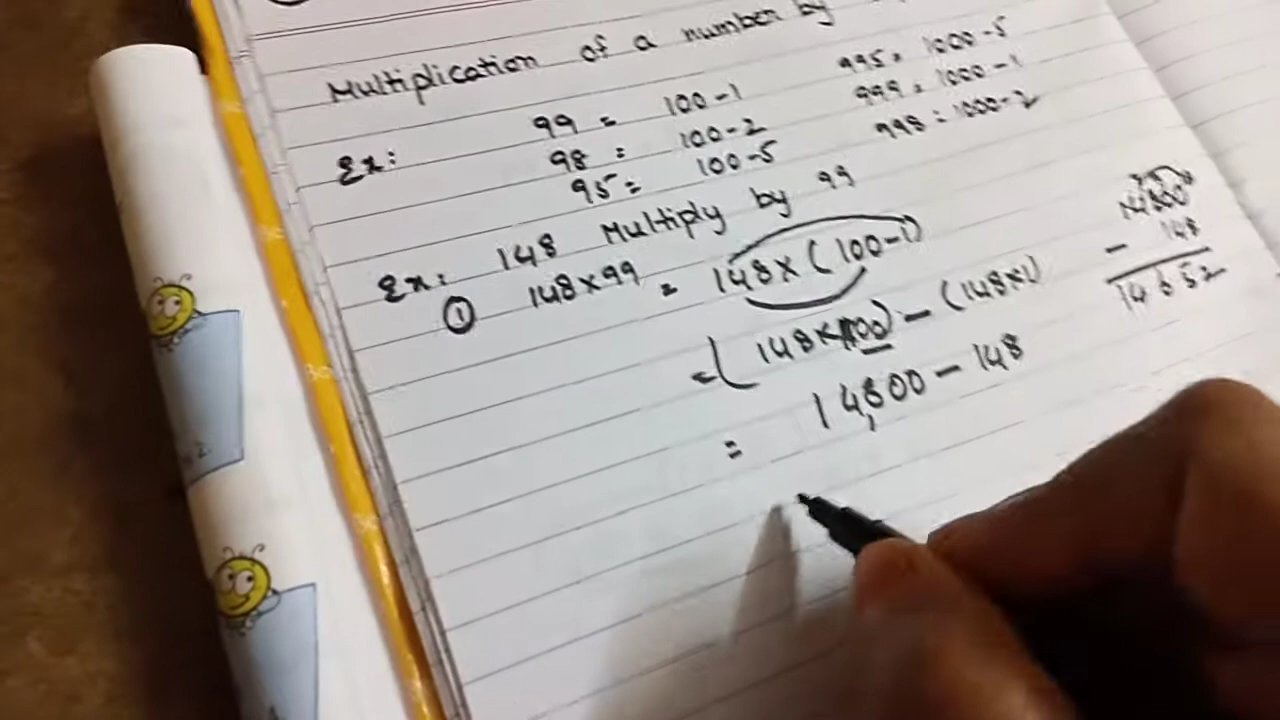 Multiplication of a number by
Ex: 99 = 100-1 995 = 1000-5
98 = 100-2 999 = 1000-1
95 = 100-5 998 = 1000-2
Ex: 148 Multiply by 99
① 148×99 = 148×(100-1)
=(148×100) - (148×1)
= 14,800 - 148
14800
- 148
14652